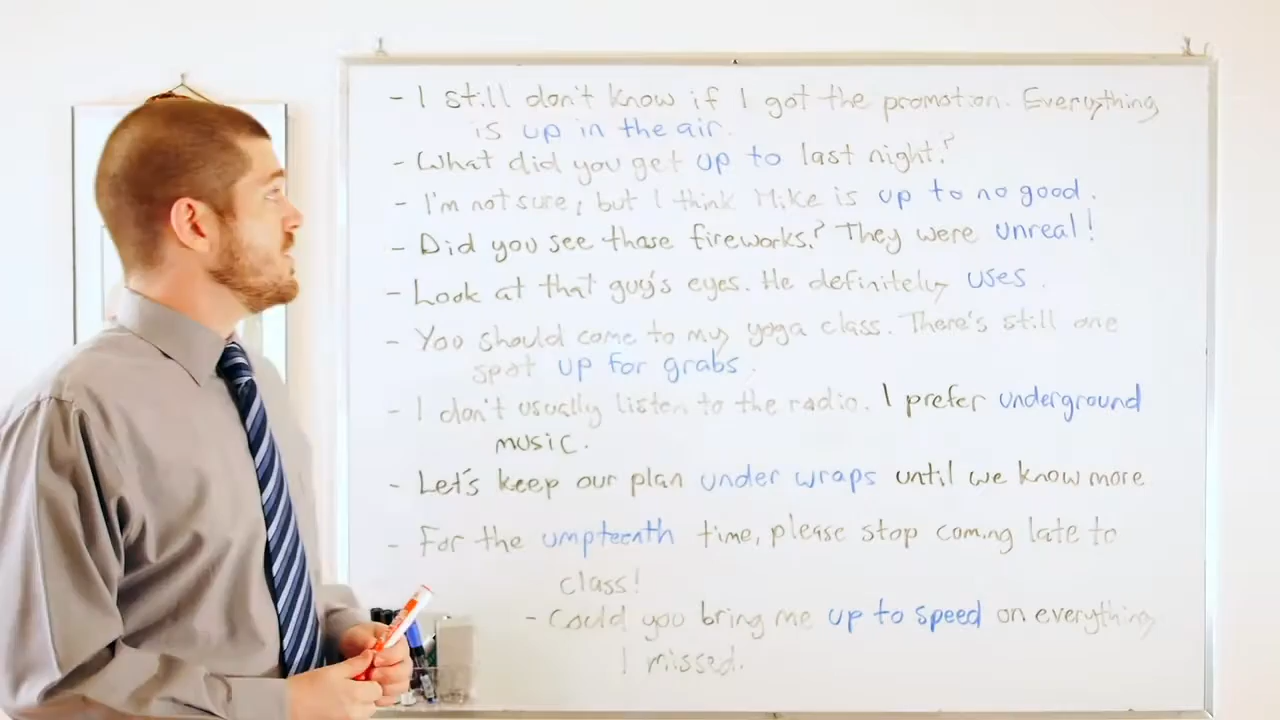 - I still don't know if I got the promotion. Everything
is up in the air.
- What did you get up to last night?
- I'm not sure, but I think Mike is up to no good.
- Did you see those fireworks? They were unreal!
- Look at that guy's eyes. He definitely uses.
- You should come to my yoga class. There's still one
spot up for grabs.
- I don't usually listen to the radio. I prefer underground
music.
- Let's keep our plan under wraps until we know more
- For the umpteenth time, please stop coming late to
class!
- Could you bring me up to speed on everything
I missed.